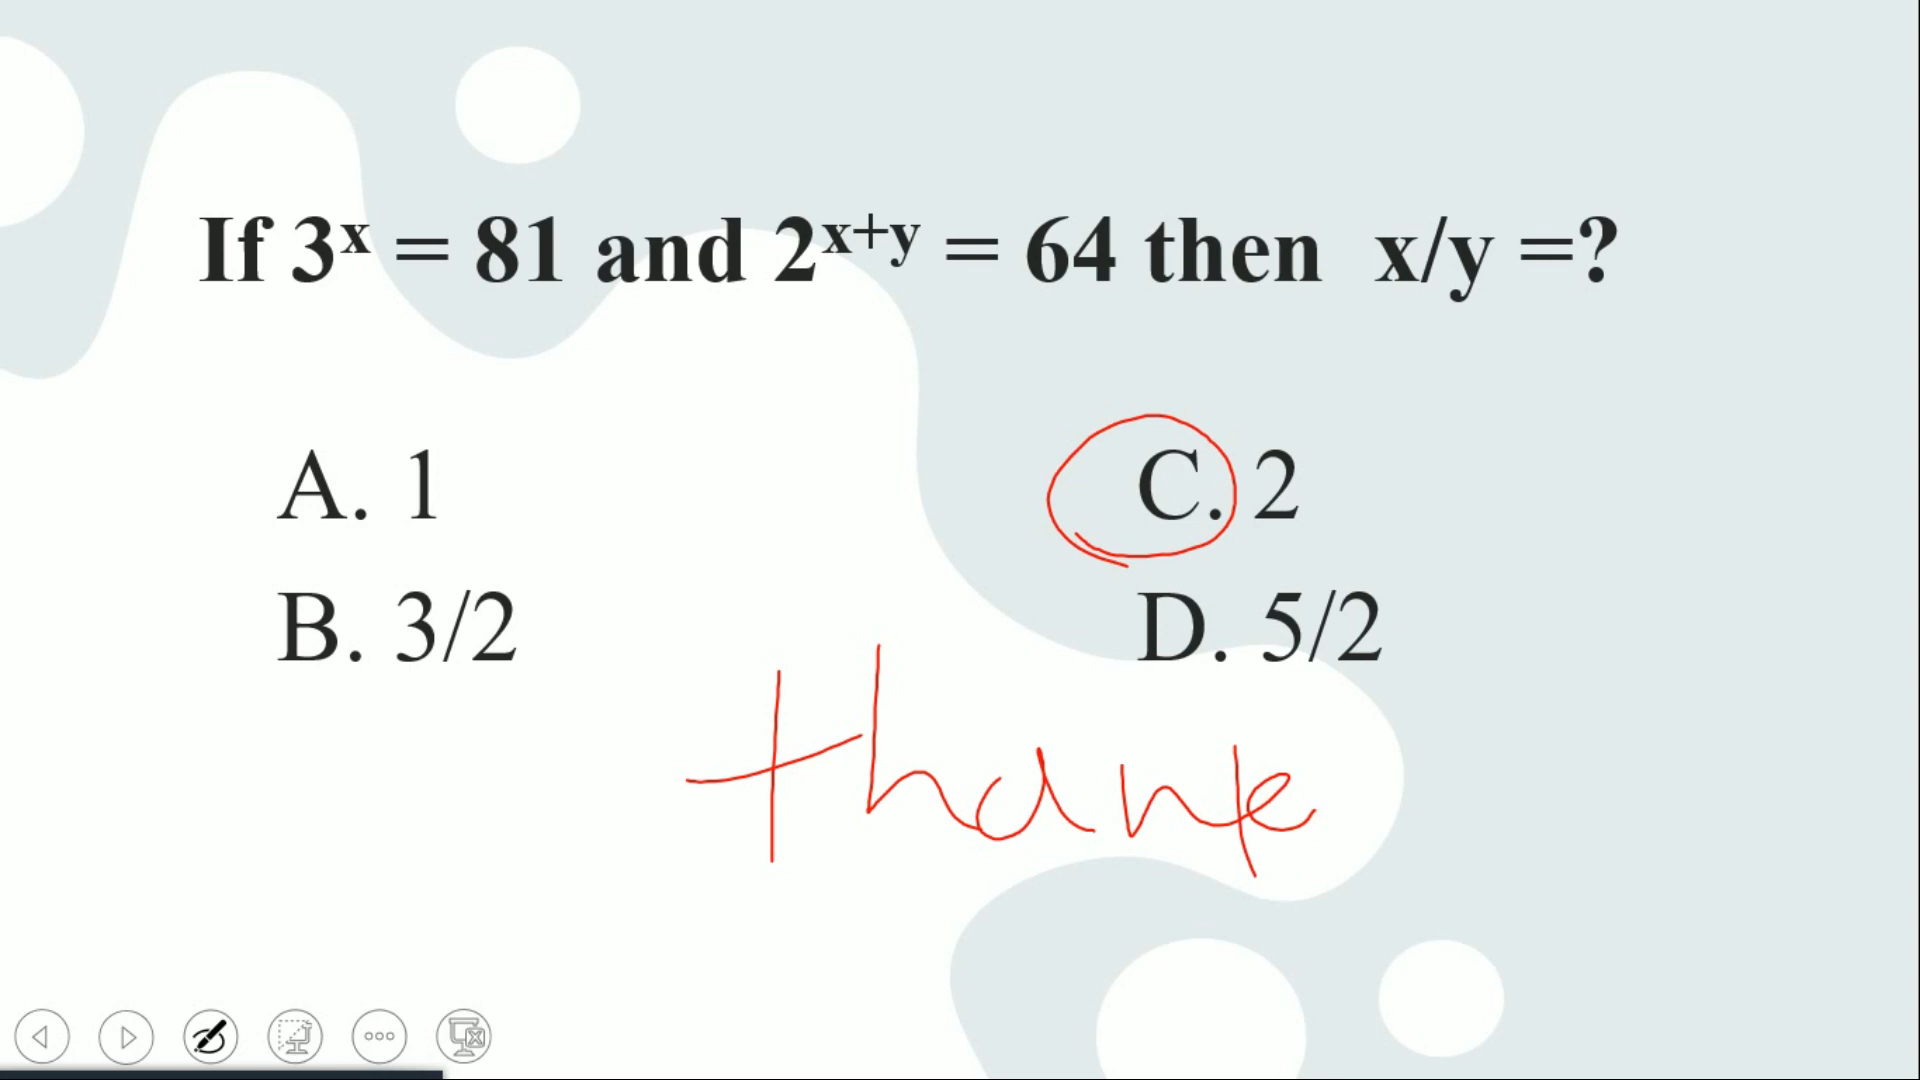 If 3ˣ = 81 and 2ˣ⁺ʸ = 64 then x/y =?
A. 1
C. 2
B. 3/2
D. 5/2
thank